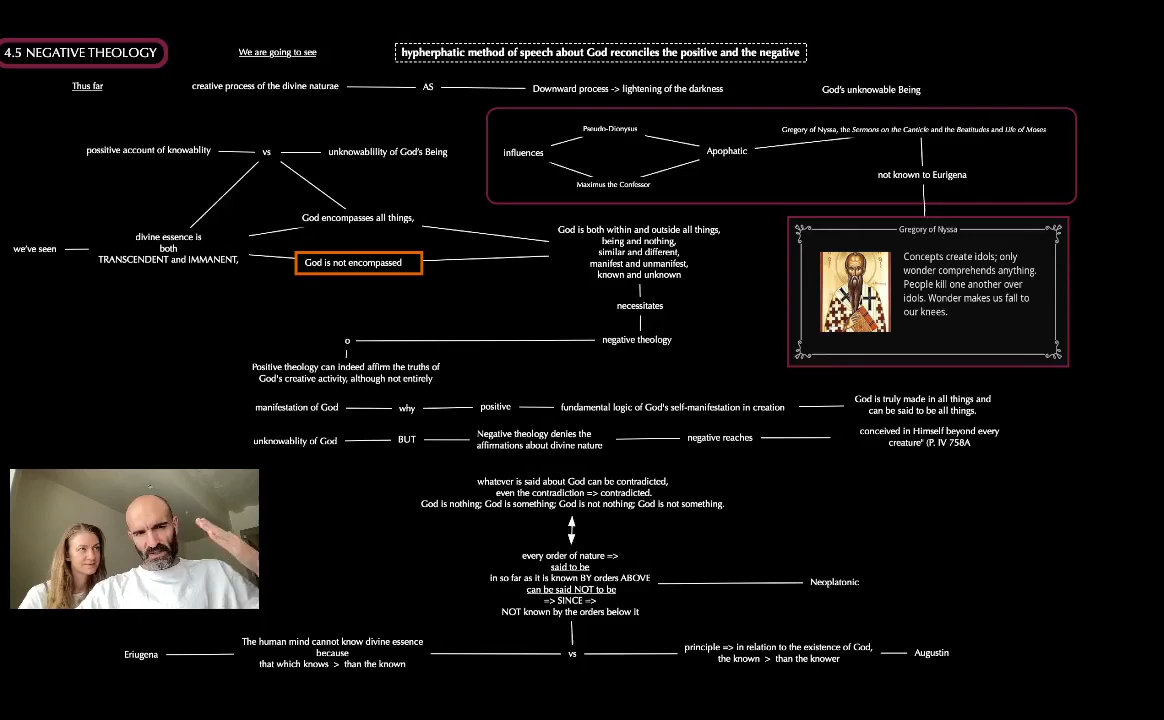 4.5 NEGATIVE THEOLOGY
We are going to see
hypherphatic method of speech about God reconciles the positive and the negative
Thus far
creative process of the divine naturae
AS
Downward process -> lightening of the darkness
God's unknowable Being
possitive account of knowablity
vs
unknowablility of God's Being
influences
Pseudo-Dionysus
Maximus the Confessor
Apophatic
Gregory of Nyssa, the Sermons on the Canticle and the Beatitudes and Life of Moses
not known to Eurigena
we've seen
divine essence is
both
TRANSCENDENT and IMMANENT,
God encompasses all things,
God is not encompassed
God is both within and outside all things,
being and nothing,
similar and different,
manifest and unmanifest,
known and unknown
necessitates
negative theology
Gregory of Nyssa
Concepts create idols; only
wonder comprehends anything.
People kill one another over
idols. Wonder makes us fall to
our knees.
o
Positive theology can indeed affirm the truths of
God's creative activity, although not entirely
manifestation of God
why
positive
fundamental logic of God's self-manifestation in creation
God is truly made in all things and
can be said to be all things.
unknowablity of God
BUT
Negative theology denies the
affirmations about divine nature
negative reaches
conceived in Himself beyond every
creature" (P. IV 758A
whatever is said about God can be contradicted,
even the contradiction => contradicted.
God is nothing; God is something; God is not nothing; God is not something.
every order of nature =>
said to be
in so far as it is known BY orders ABOVE
can be said NOT to be
=> SINCE =>
NOT known by the orders below it
Neoplatonic
Eriugena
The human mind cannot know divine essence
because
that which knows > than the known
vs
principle => in relation to the existence of God,
the known > than the knower
Augustin